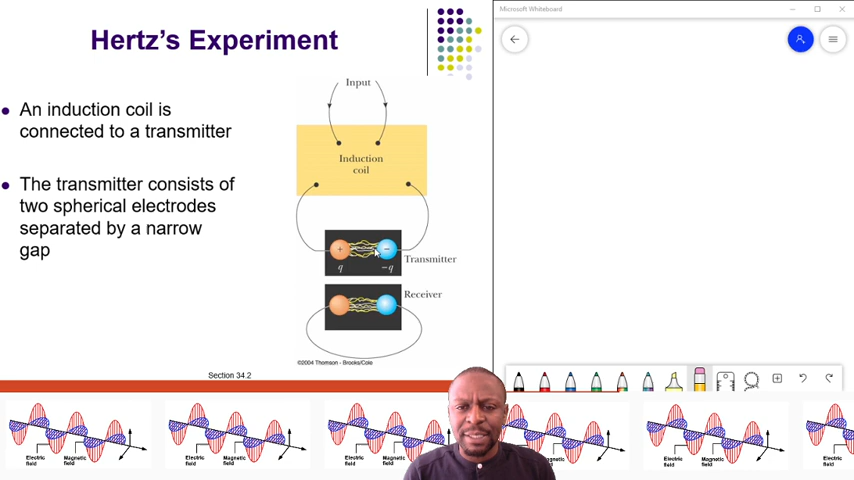 Microsoft Whiteboard
Hertz's Experiment
An induction coil is
connected to a transmitter
The transmitter consists of
two spherical electrodes
separated by a narrow
gap
Input
Induction
coil
+
−
q
−q
Transmitter
Receiver
©2004 Thomson - Brooks/Cole
Section 34.2
Electric
field
Magnetic
field
Electric
field
Magnetic
field
Electric
field
Magnetic
field
field
Electric
field
Magnetic
field
Electric
field